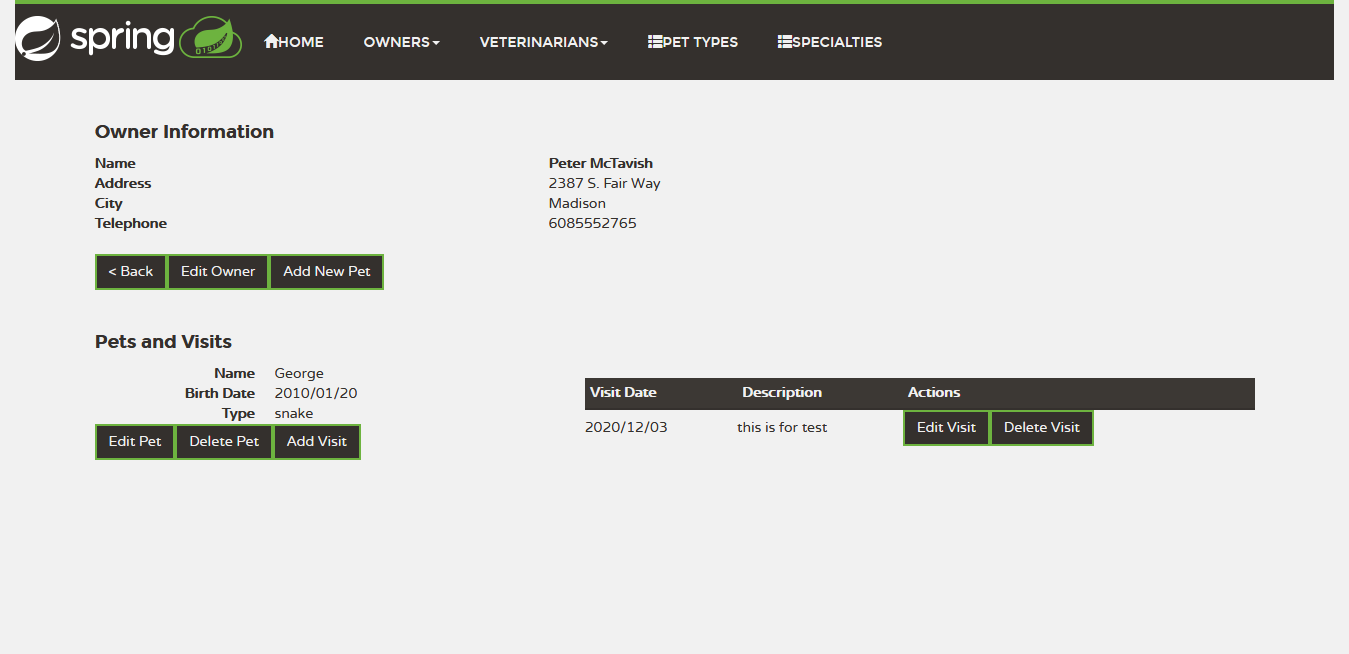 spring HOME OWNERS VETERINARIANS PET TYPES SPECIALTIES
Owner Information
Name Peter McTavish
Address 2387 S. Fair Way
City Madison
Telephone 6085552765
< Back Edit Owner Add New Pet
Pets and Visits
Name George
Birth Date 2010/01/20
Type snake
Edit Pet Delete Pet Add Visit
Visit Date Description Actions
2020/12/03 this is for test Edit Visit Delete Visit